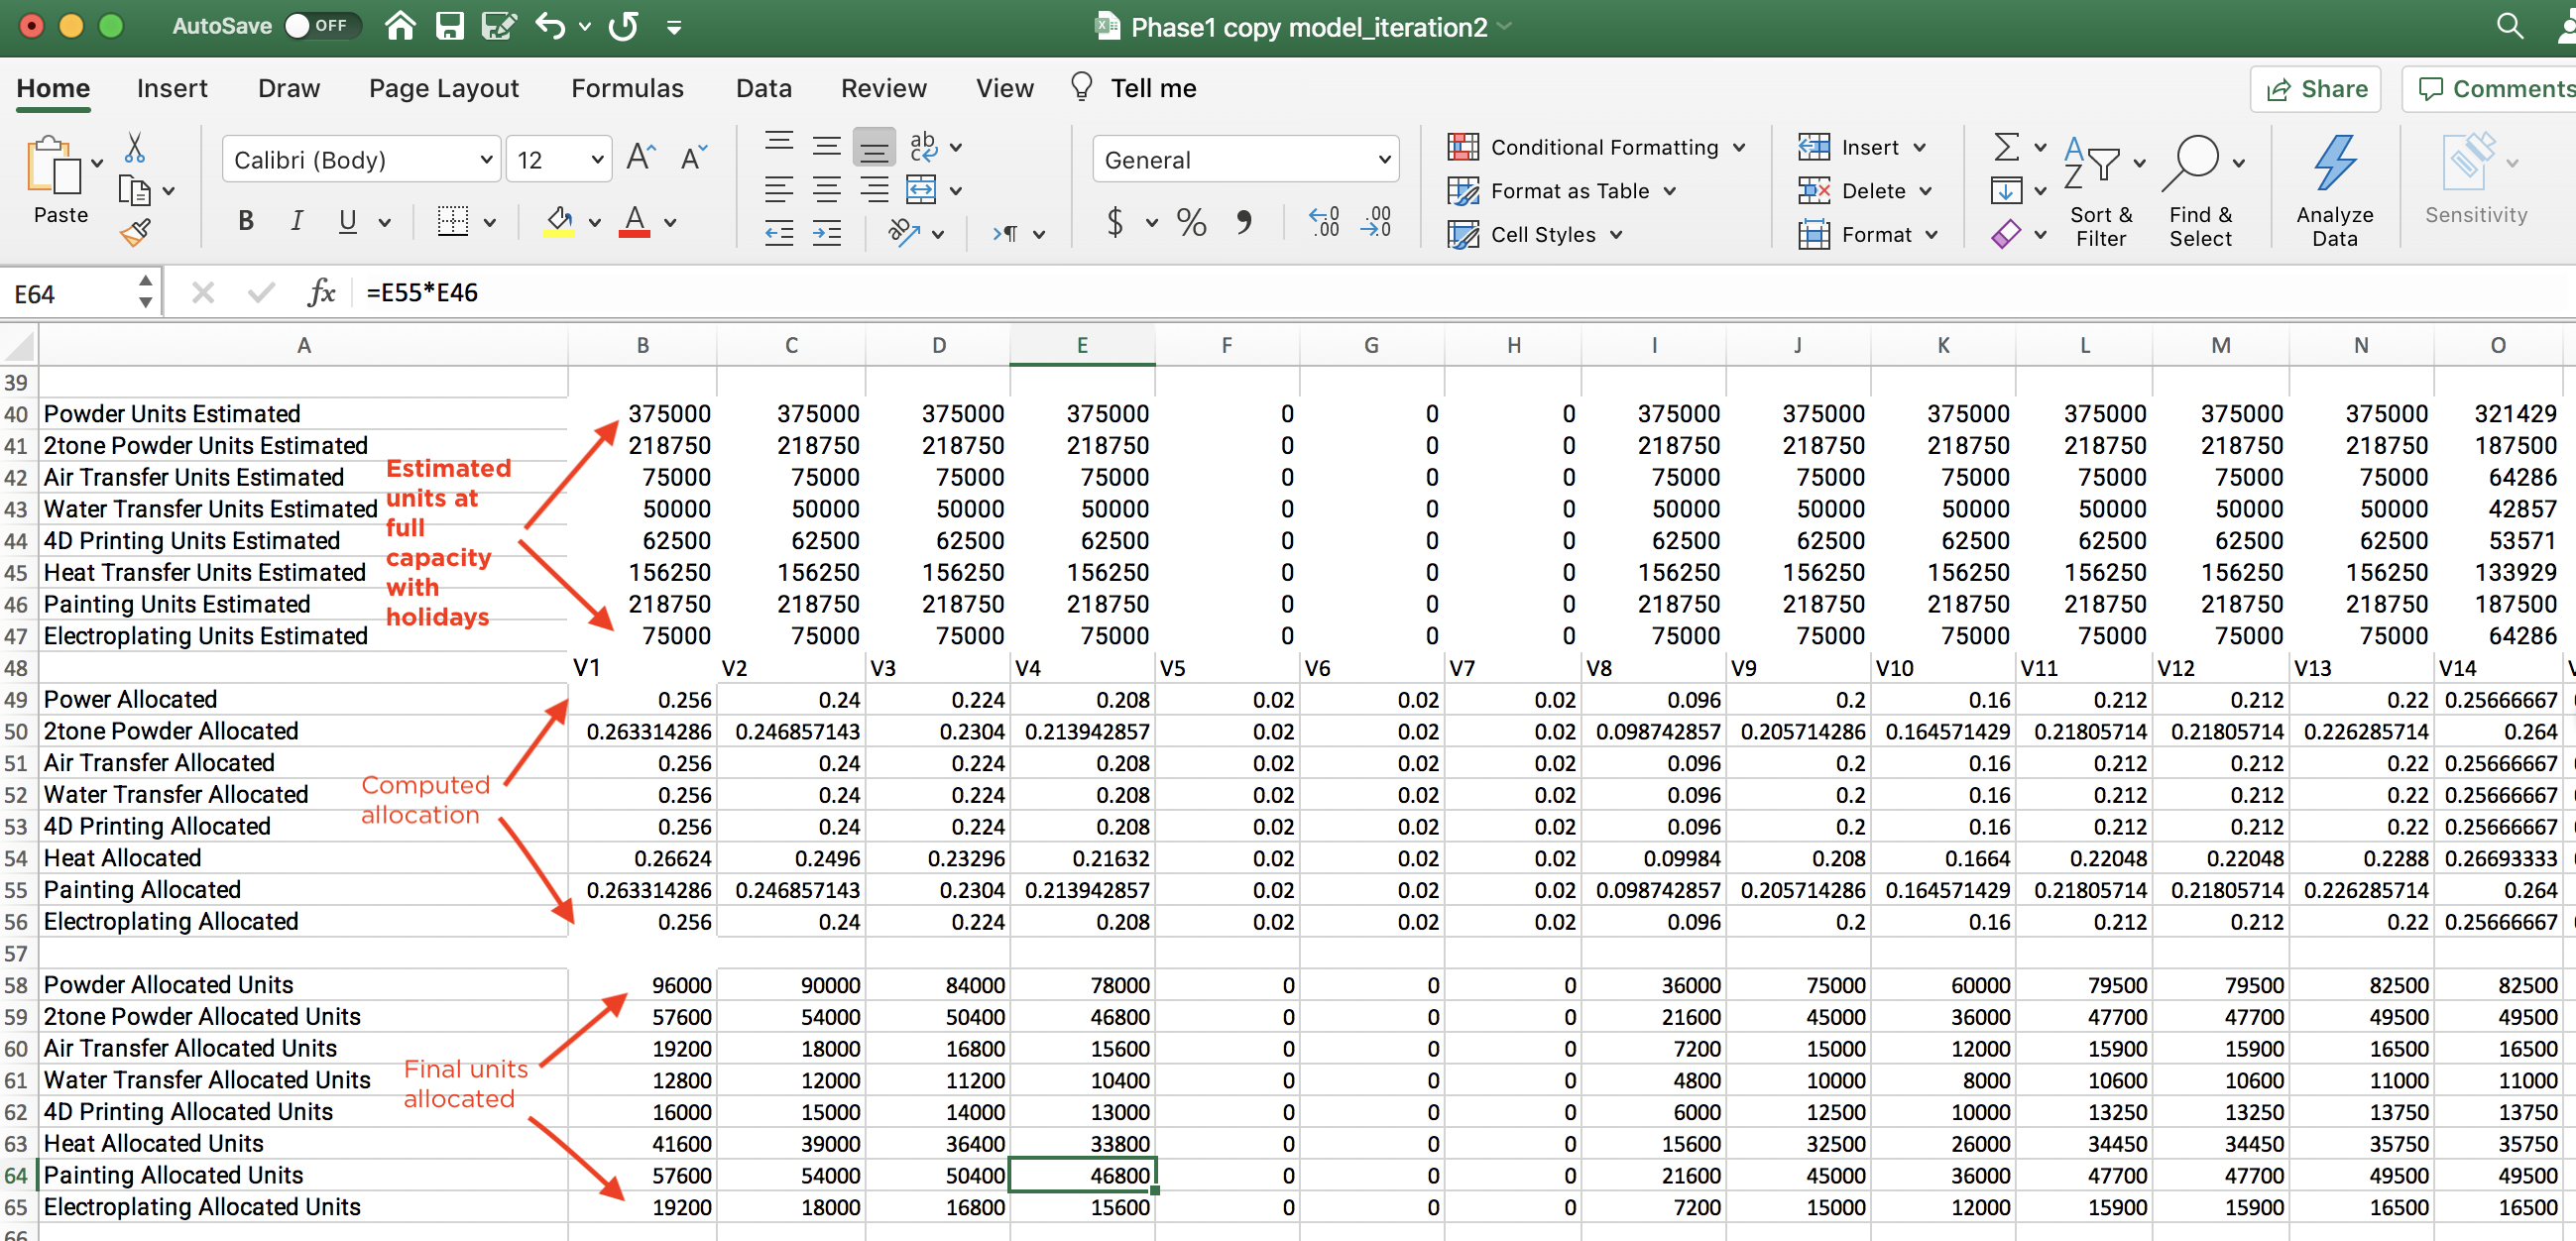 AutoSave OFF Phase1 copy model_iteration2
Home Insert Draw Page Layout Formulas Data Review View Tell me Share Comments
Paste
Calibri (Body) 12
B I U
General
$ % 9
Conditional Formatting
Format as Table
Cell Styles
Insert
Delete
Format
Sort & Filter
Find & Select
Analyze Data
Sensitivity
E64 fx =E55*E46
A B C D E F G H I J K L M N O
39
40 Powder Units Estimated 375000 375000 375000 375000 0 0 0 375000 375000 375000 375000 375000 375000 321429
41 2tone Powder Units Estimated 218750 218750 218750 218750 0 0 0 218750 218750 218750 218750 218750 218750 187500
42 Air Transfer Units Estimated 75000 75000 75000 75000 0 0 0 75000 75000 75000 75000 75000 75000 64286
43 Water Transfer Units Estimated 50000 50000 50000 50000 0 0 0 50000 50000 50000 50000 50000 50000 42857
44 4D Printing Units Estimated 62500 62500 62500 62500 0 0 0 62500 62500 62500 62500 62500 62500 53571
45 Heat Transfer Units Estimated 156250 156250 156250 156250 0 0 0 156250 156250 156250 156250 156250 156250 133929
46 Painting Units Estimated 218750 218750 218750 218750 0 0 0 218750 218750 218750 218750 218750 218750 187500
47 Electroplating Units Estimated 75000 75000 75000 75000 0 0 0 75000 75000 75000 75000 75000 75000 64286
Estimated
units at
full
capacity
with
holidays
48 V1 V2 V3 V4 V5 V6 V7 V8 V9 V10 V11 V12 V13 V14
49 Power Allocated 0.256 0.24 0.224 0.208 0.02 0.02 0.02 0.096 0.2 0.16 0.212 0.212 0.22 0.25666667
50 2tone Powder Allocated 0.263314286 0.246857143 0.2304 0.213942857 0.02 0.02 0.02 0.098742857 0.205714286 0.164571429 0.21805714 0.21805714 0.226285714 0.264
51 Air Transfer Allocated 0.256 0.24 0.224 0.208 0.02 0.02 0.02 0.096 0.2 0.16 0.212 0.212 0.22 0.25666667
52 Water Transfer Allocated 0.256 0.24 0.224 0.208 0.02 0.02 0.02 0.096 0.2 0.16 0.212 0.212 0.22 0.25666667
53 4D Printing Allocated 0.256 0.24 0.224 0.208 0.02 0.02 0.02 0.096 0.2 0.16 0.212 0.212 0.22 0.25666667
54 Heat Allocated 0.26624 0.2496 0.23296 0.21632 0.02 0.02 0.02 0.09984 0.208 0.1664 0.22048 0.22048 0.2288 0.26693333
55 Painting Allocated 0.263314286 0.246857143 0.2304 0.213942857 0.02 0.02 0.02 0.098742857 0.205714286 0.164571429 0.21805714 0.21805714 0.226285714 0.264
56 Electroplating Allocated 0.256 0.24 0.224 0.208 0.02 0.02 0.02 0.096 0.2 0.16 0.212 0.212 0.22 0.25666667
Computed
allocation
57
58 Powder Allocated Units 96000 90000 84000 78000 0 0 0 36000 75000 60000 79500 79500 82500 82500
59 2tone Powder Allocated Units 57600 54000 50400 46800 0 0 0 21600 45000 36000 47700 47700 49500 49500
60 Air Transfer Allocated Units 19200 18000 16800 15600 0 0 0 7200 15000 12000 15900 15900 16500 16500
61 Water Transfer Allocated Units 12800 12000 11200 10400 0 0 0 4800 10000 8000 10600 10600 11000 11000
62 4D Printing Allocated Units 16000 15000 14000 13000 0 0 0 6000 12500 10000 13250 13250 13750 13750
63 Heat Allocated Units 41600 39000 36400 33800 0 0 0 15600 32500 26000 34450 34450 35750 35750
64 Painting Allocated Units 57600 54000 50400 46800 0 0 0 21600 45000 36000 47700 47700 49500 49500
65 Electroplating Allocated Units 19200 18000 16800 15600 0 0 0 7200 15000 12000 15900 15900 16500 16500
Final units
allocated
66